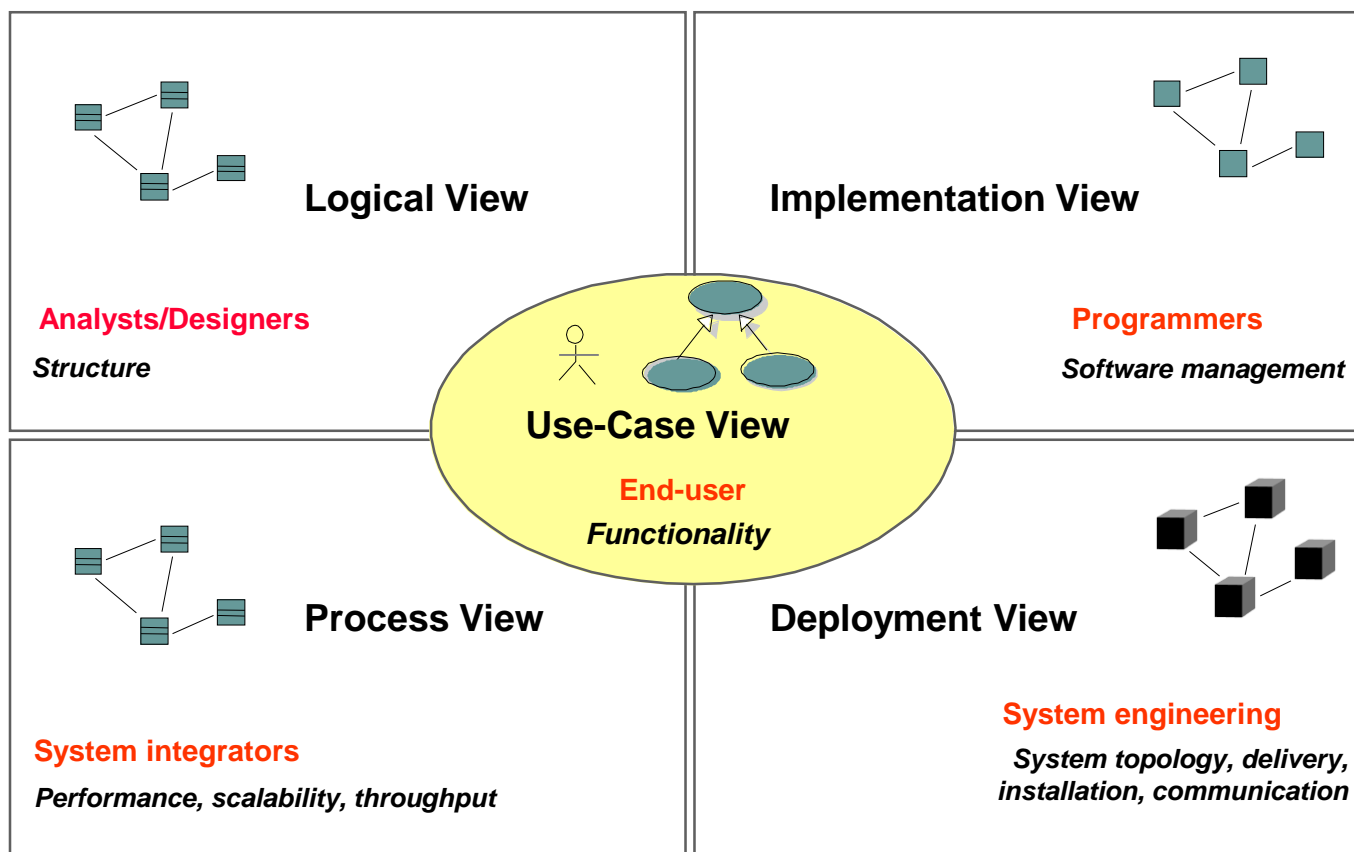 Logical View
Analysts/Designers
Structure
Implementation View
Programmers
Software management
Use-Case View
End-user
Functionality
Process View
System integrators
Performance, scalability, throughput
Deployment View
System engineering
System topology, delivery,
installation, communication